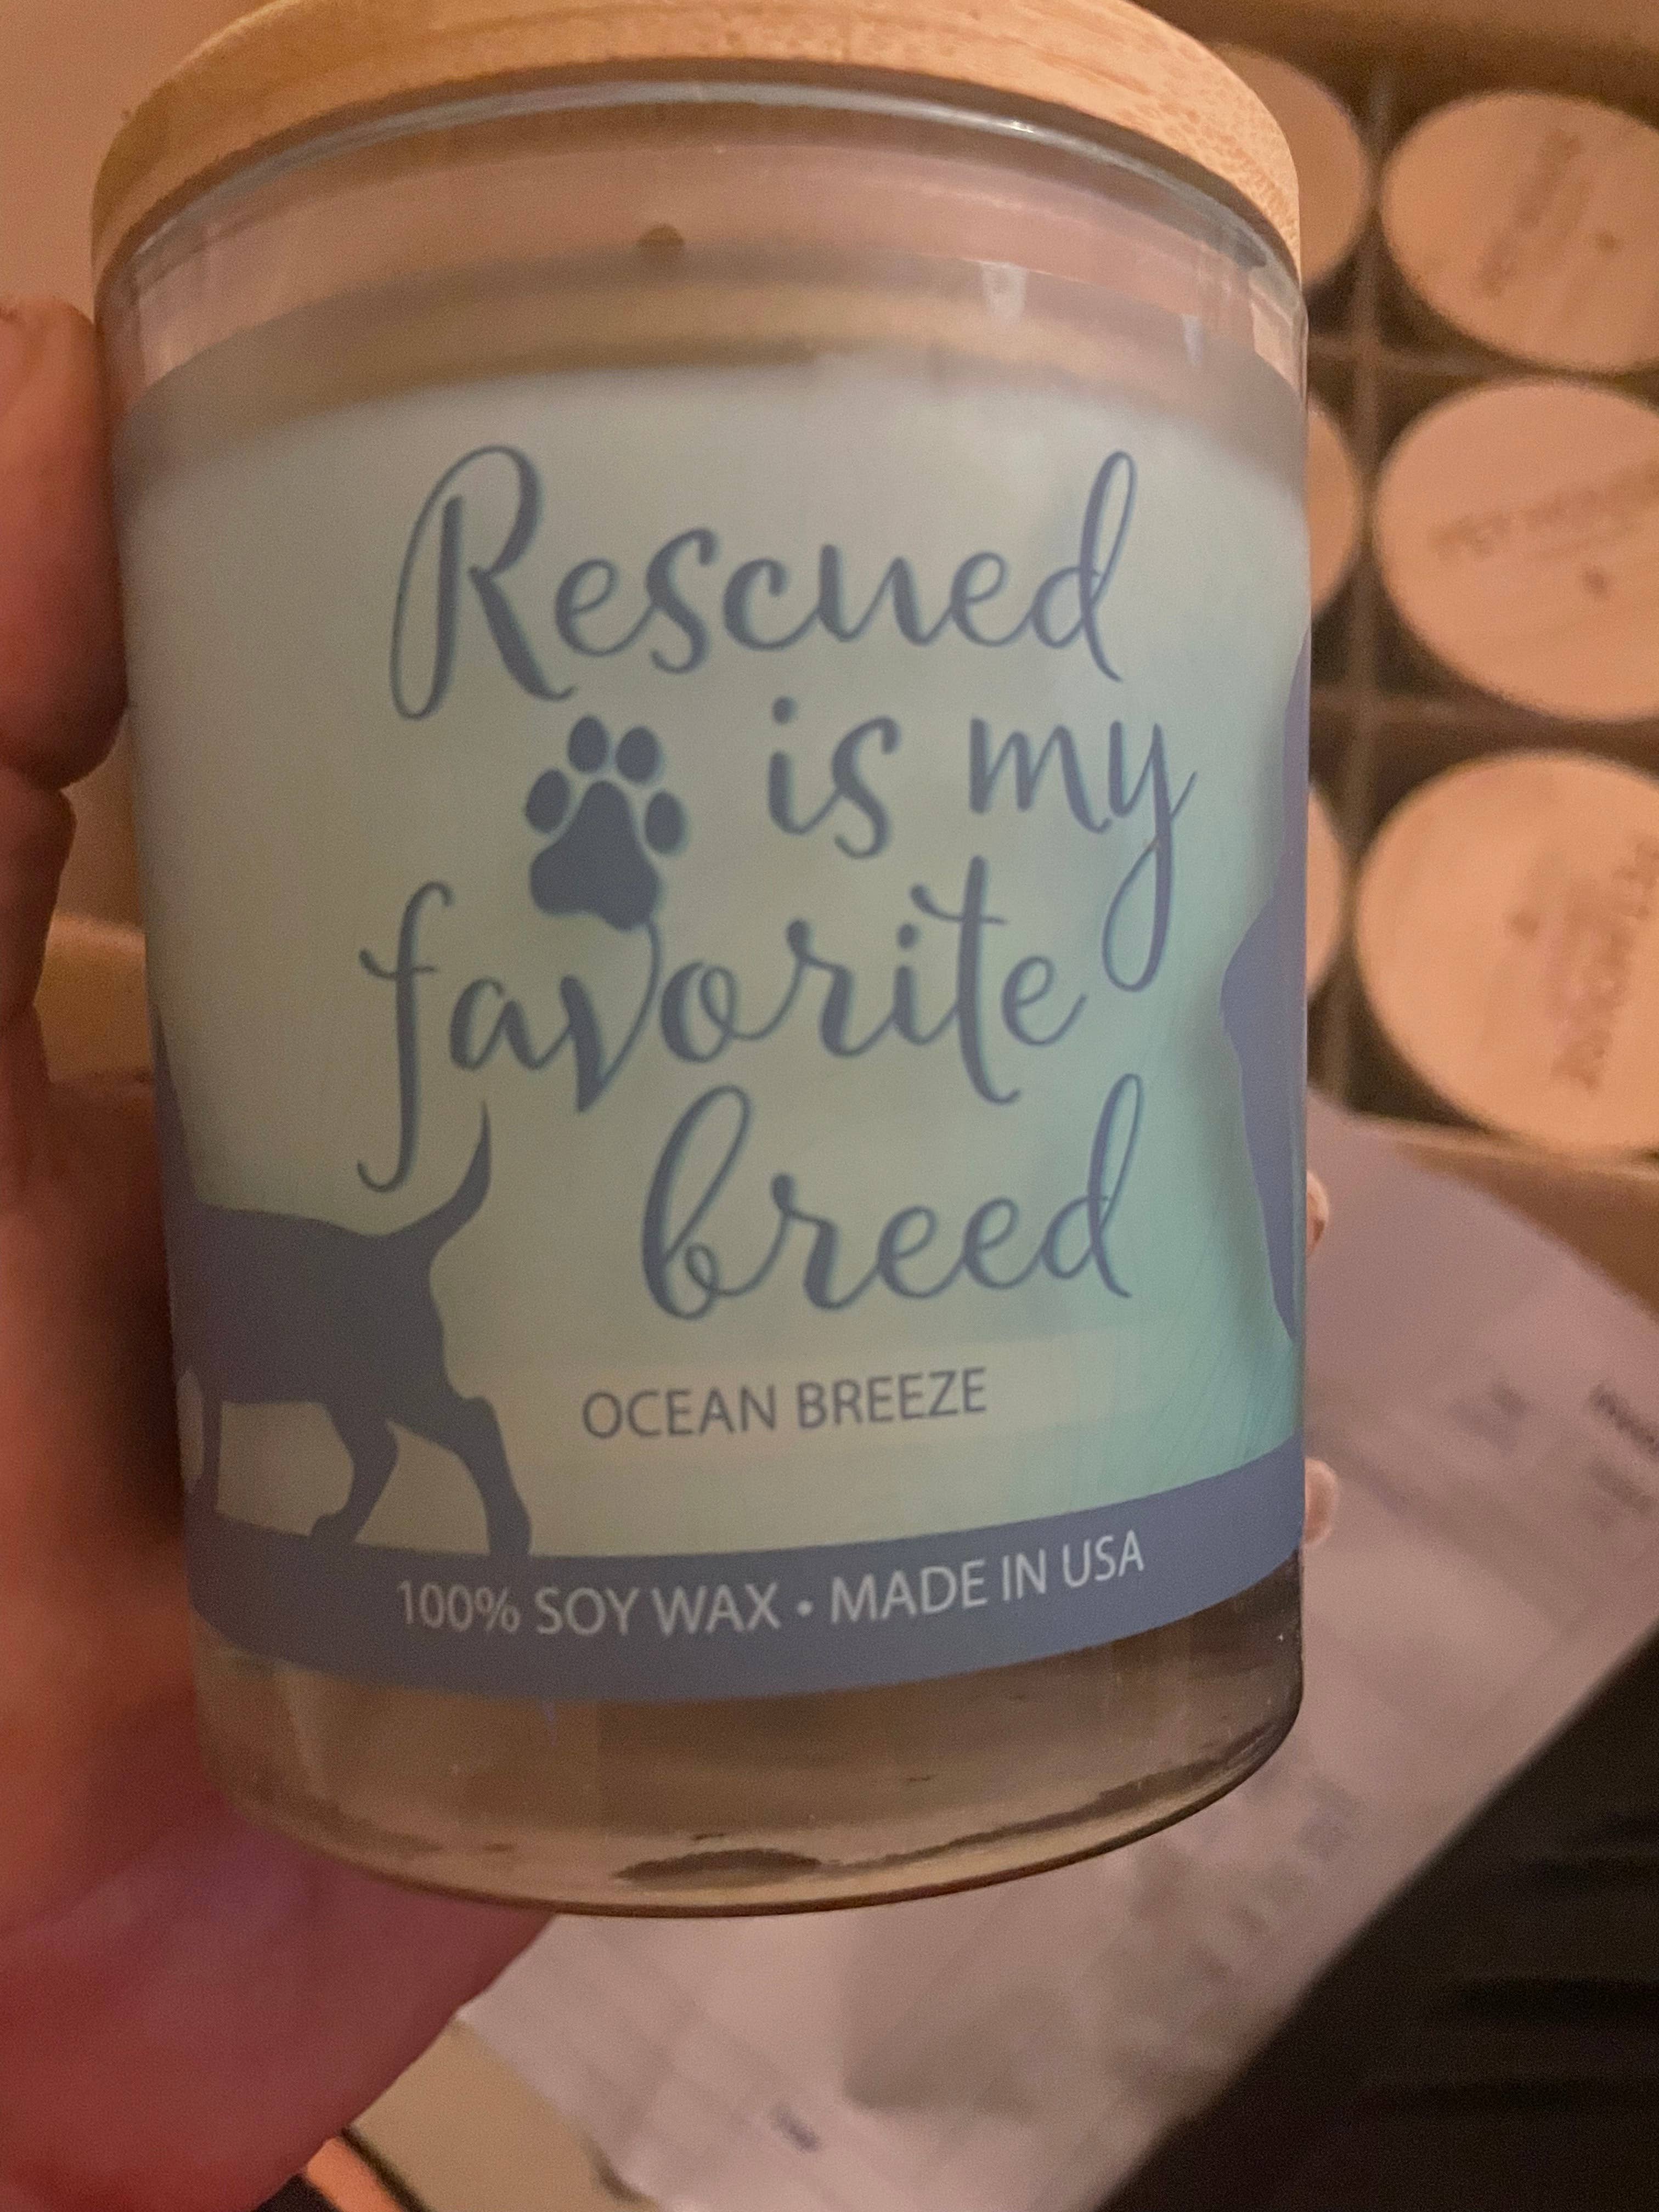 Rescued
is my
favorite
breed
OCEAN BREEZE
100% SOY WAX • MADE IN USA